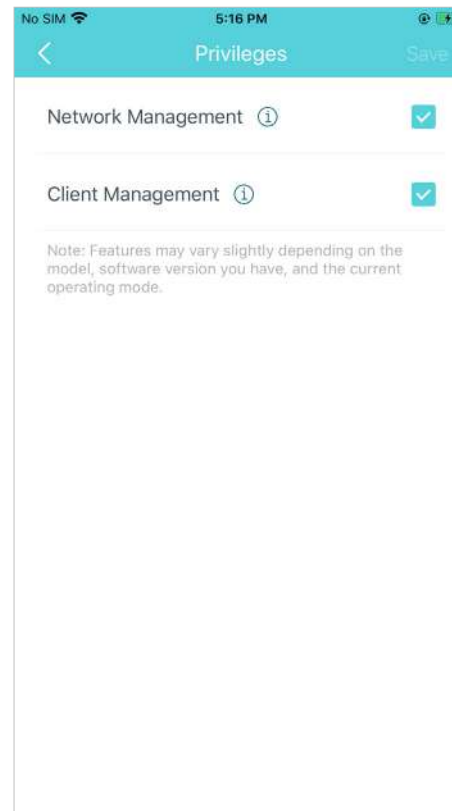 No SIM 5:16 PM
Privileges Save
Network Management
Client Management
Note: Features may vary slightly depending on the
model, software version you have, and the current
operating mode.